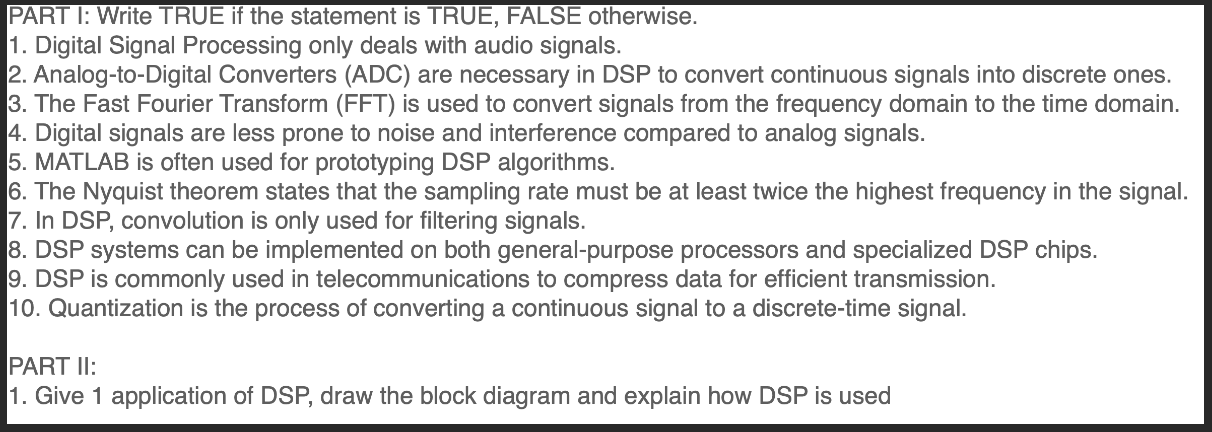 PART I: Write TRUE if the statement is TRUE, FALSE otherwise.
1. Digital Signal Processing only deals with audio signals.
2. Analog-to-Digital Converters (ADC) are necessary in DSP to convert continuous signals into discrete ones.
3. The Fast Fourier Transform (FFT) is used to convert signals from the frequency domain to the time domain.
4. Digital signals are less prone to noise and interference compared to analog signals.
5. MATLAB is often used for prototyping DSP algorithms.
6. The Nyquist theorem states that the sampling rate must be at least twice the highest frequency in the signal.
7. In DSP, convolution is only used for filtering signals.
8. DSP systems can be implemented on both general-purpose processors and specialized DSP chips.
9. DSP is commonly used in telecommunications to compress data for efficient transmission.
10. Quantization is the process of converting a continuous signal to a discrete-time signal.
PART II:
1. Give 1 application of DSP, draw the block diagram and explain how DSP is used